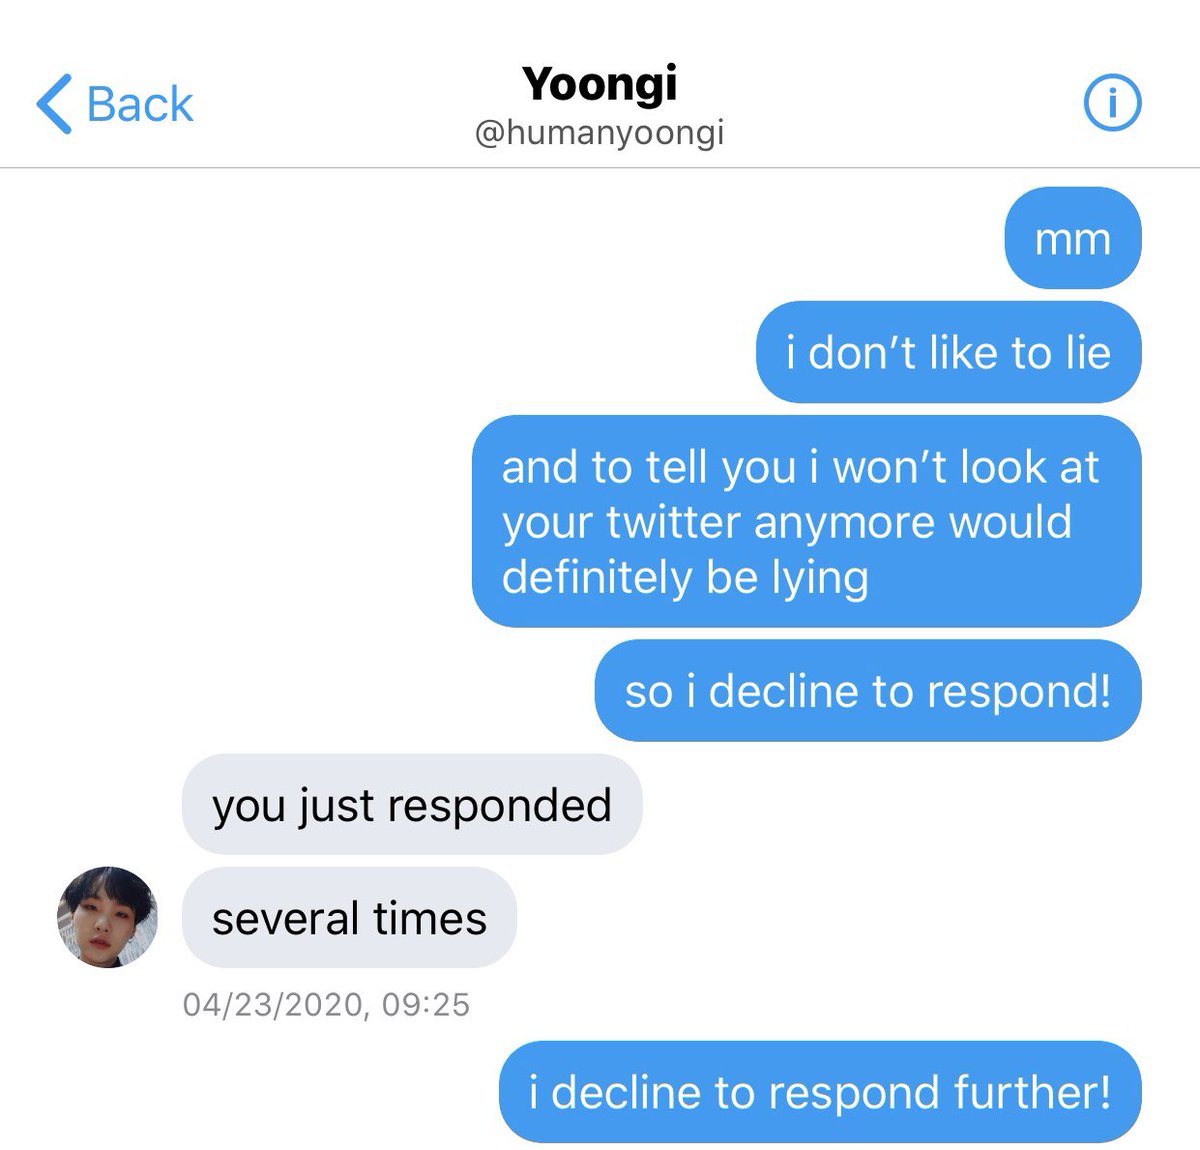 Back
Yoongi
@humanyoongi
mm
i don’t like to lie
and to tell you i won’t look at
your twitter anymore would
definitely be lying
so i decline to respond!
you just responded
several times
04/23/2020, 09:25
i decline to respond further!